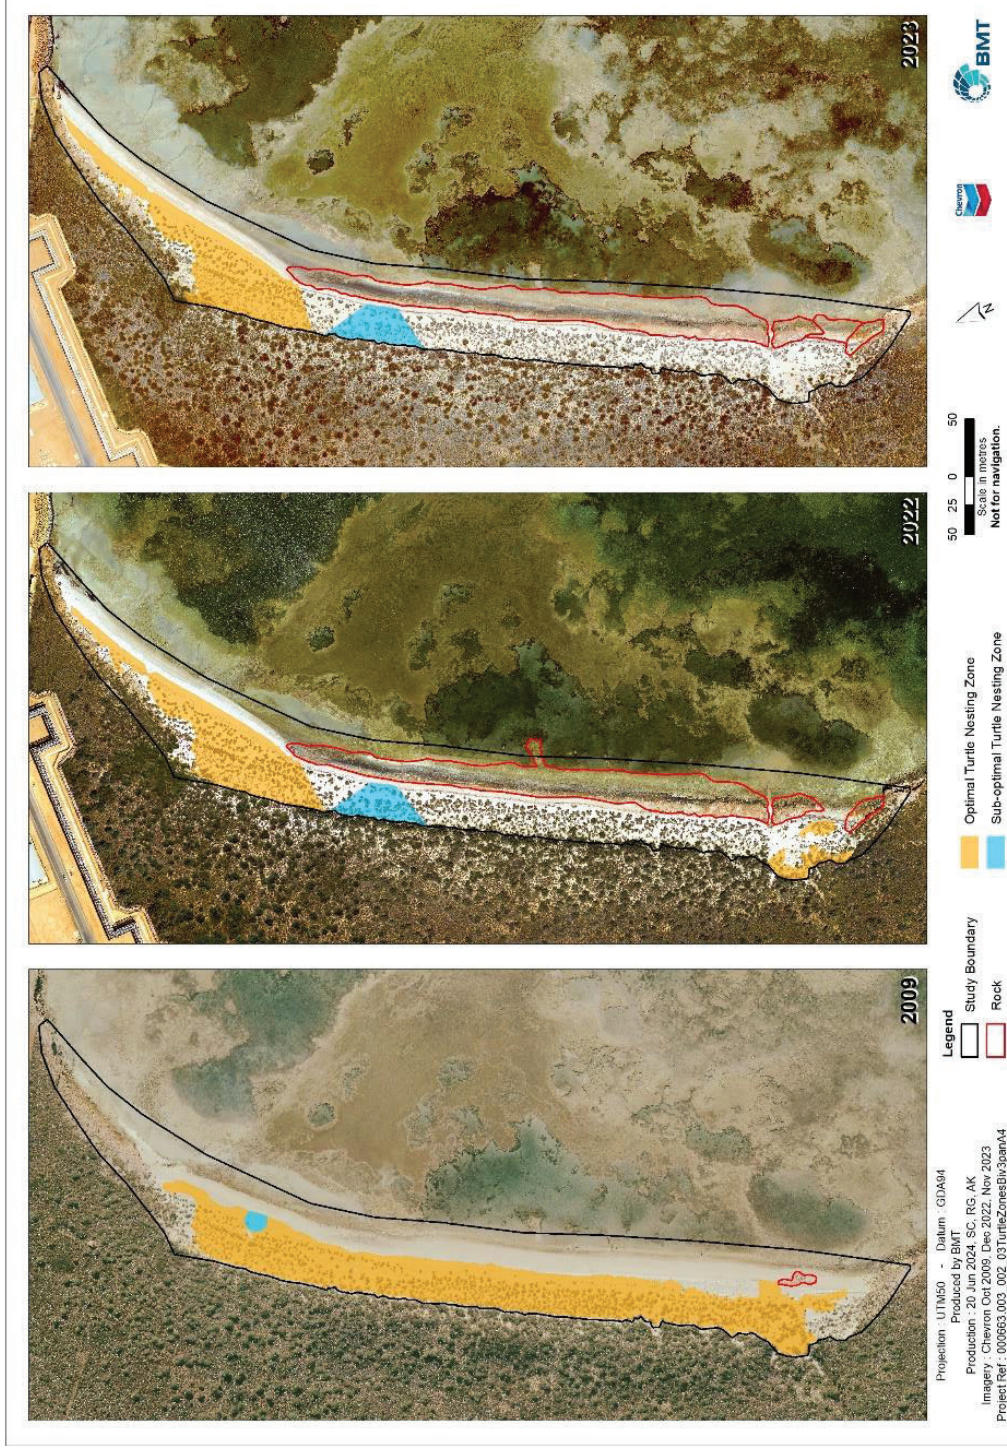 2009
2022
2023
Projection : UTM50 - Datum : GDA94
Produced by BMT
Production : 20 Jun 2024, SC, RG, AK
Imagery : Chevron Oct 2009, Dec 2022, Nov 2023
Project Ref : 000663.003_002_03TurtleZonesBiv3panA4
Legend
Study Boundary
Rock
Optimal Turtle Nesting Zone
Sub-optimal Turtle Nesting Zone
50 25 0 50
Scale in metres
Not for navigation.
N
Chevron
BMT